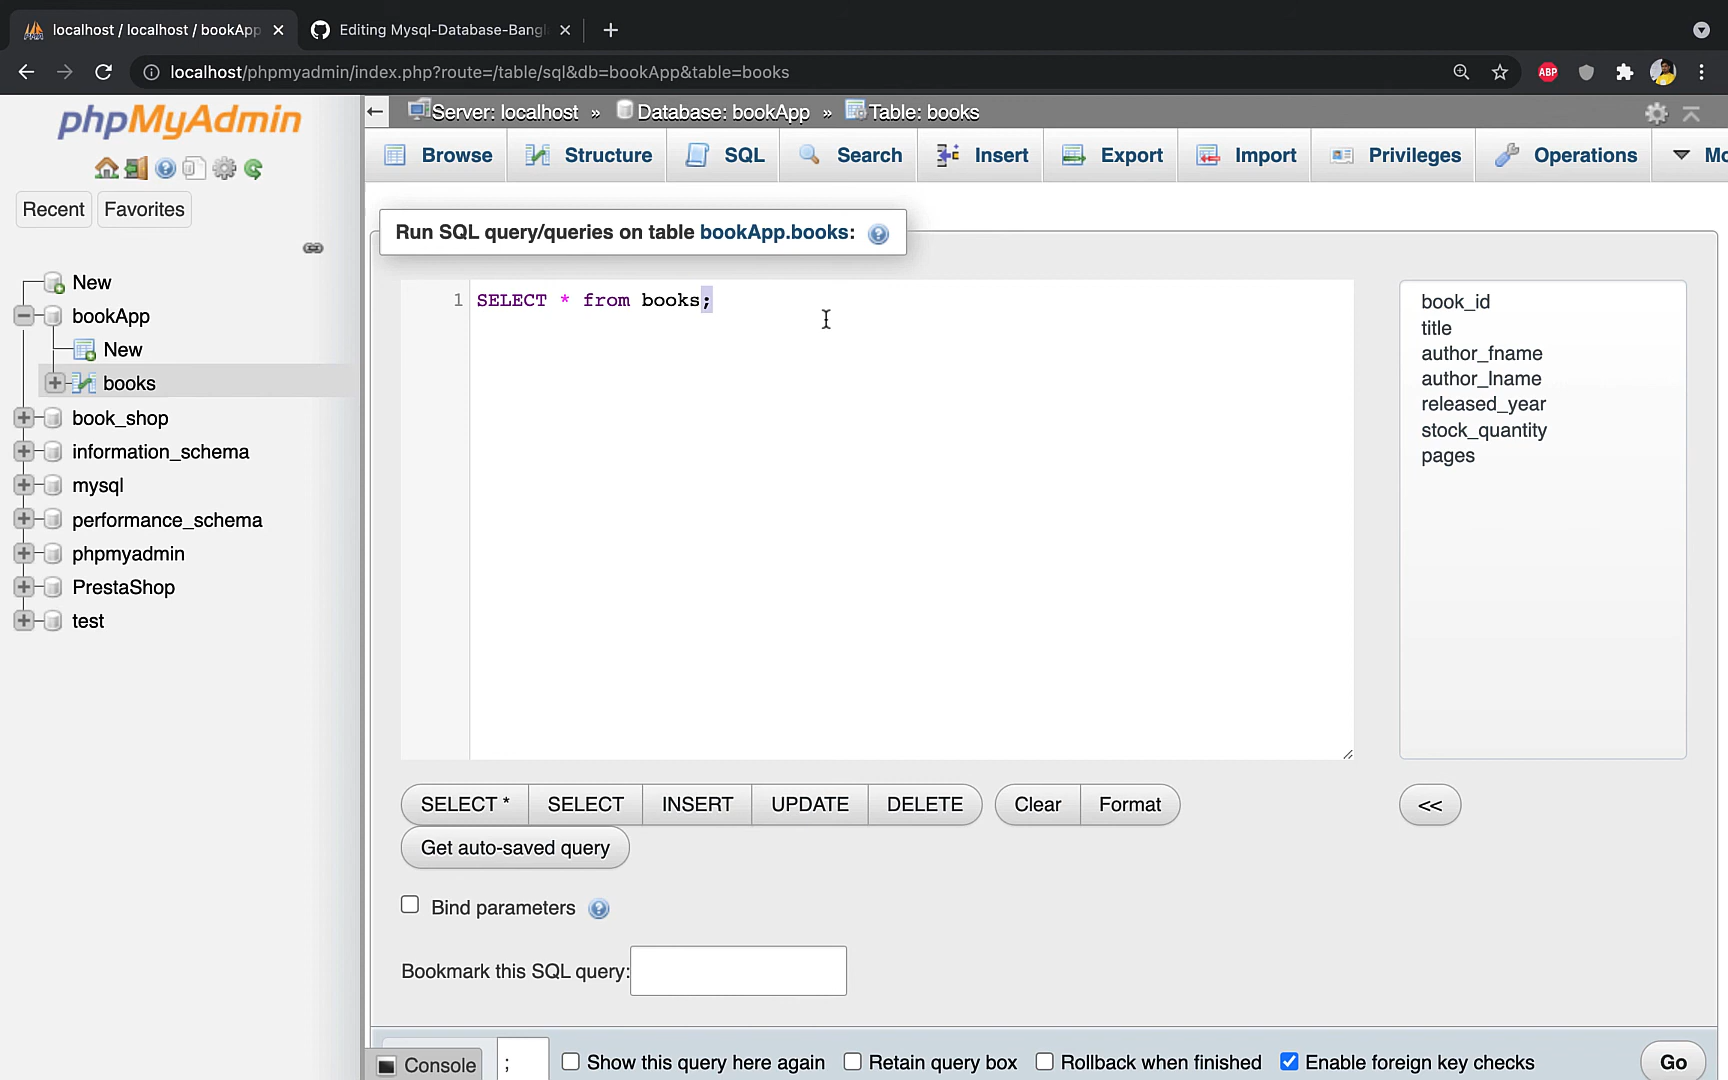 localhost / localhost / bookApp
Editing Mysql-Database-Bangl
localhost/phpmyadmin/index.php?route=/table/sql&db=bookApp&table=books
ABP
phpMyAdmin
Recent
Favorites
New
bookApp
New
books
book_shop
information_schema
mysql
performance_schema
phpmyadmin
PrestaShop
test
Server: localhost » Database: bookApp » Table: books
Browse
Structure
SQL
Search
Insert
Export
Import
Privileges
Operations
Mo
Run SQL query/queries on table bookApp.books:
1 SELECT * from books;
book_id
title
author_fname
author_lname
released_year
stock_quantity
pages
SELECT *
SELECT
INSERT
UPDATE
DELETE
Clear
Format
<<
Get auto-saved query
Bind parameters
Bookmark this SQL query:
Console
;
Show this query here again
Retain query box
Rollback when finished
Enable foreign key checks
Go